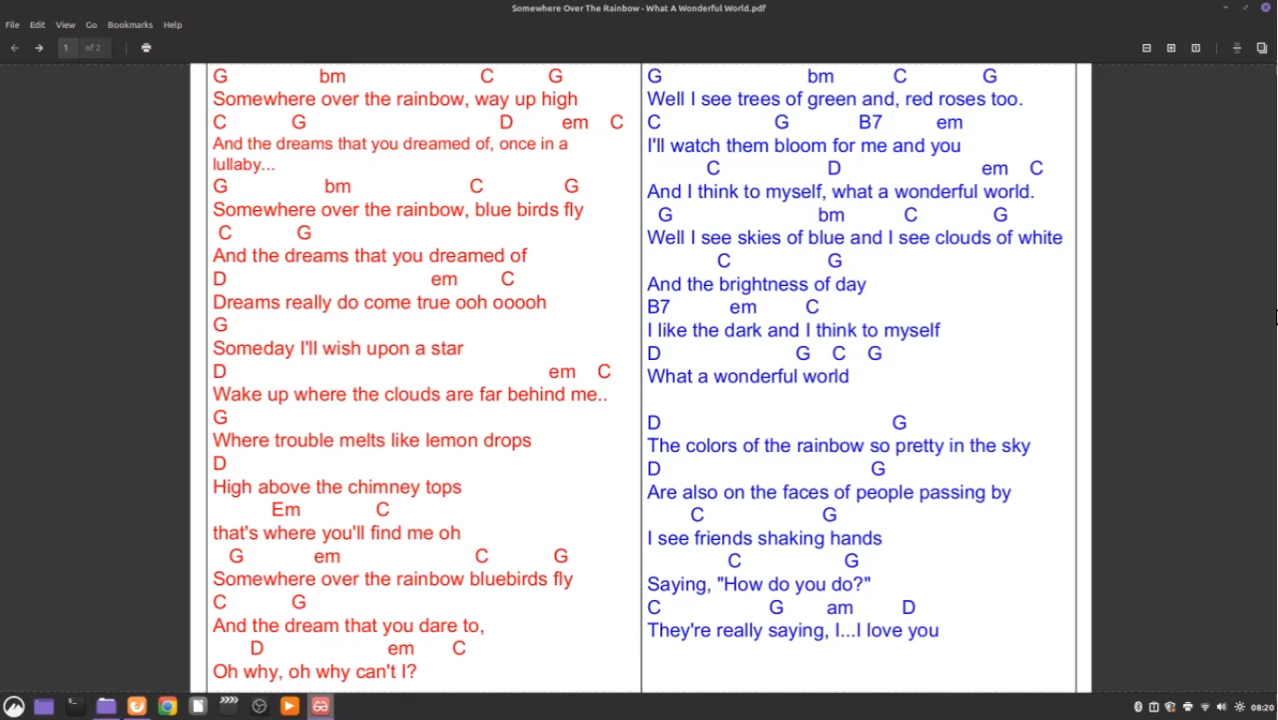 Somewhere Over The Rainbow - What A Wonderful World.pdf
File Edit View Go Bookmarks Help
1 of 2
G bm C G
Somewhere over the rainbow, way up high
C G D em C
And the dreams that you dreamed of, once in a
lullaby...
G bm C G
Somewhere over the rainbow, blue birds fly
C G
And the dreams that you dreamed of
D em C
Dreams really do come true ooh ooooh
G
Someday I'll wish upon a star
D em C
Wake up where the clouds are far behind me..
G
Where trouble melts like lemon drops
D
High above the chimney tops
Em C
that's where you'll find me oh
G em C G
Somewhere over the rainbow bluebirds fly
C G
And the dream that you dare to,
D em C
Oh why, oh why can't I?
G bm C G
Well I see trees of green and, red roses too.
C G B7 em
I'll watch them bloom for me and you
C D em C
And I think to myself, what a wonderful world.
G bm C G
Well I see skies of blue and I see clouds of white
C G
And the brightness of day
B7 em C
I like the dark and I think to myself
D G C G
What a wonderful world
D G
The colors of the rainbow so pretty in the sky
D G
Are also on the faces of people passing by
C G
I see friends shaking hands
C G
Saying, "How do you do?"
C G am D
They're really saying, I...I love you
08:20